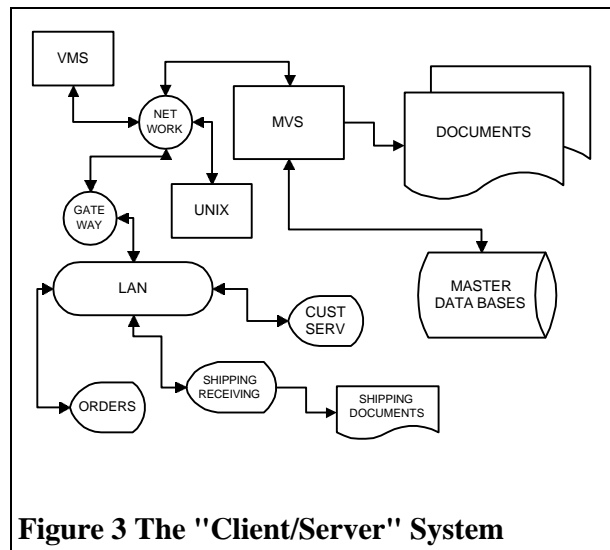 VMS
NET
WORK
MVS
DOCUMENTS
GATE
WAY
UNIX
LAN
MASTER
DATA BASES
CUST
SERV
SHIPPING
RECEIVING
SHIPPING
DOCUMENTS
ORDERS
Figure 3 The "Client/Server" System